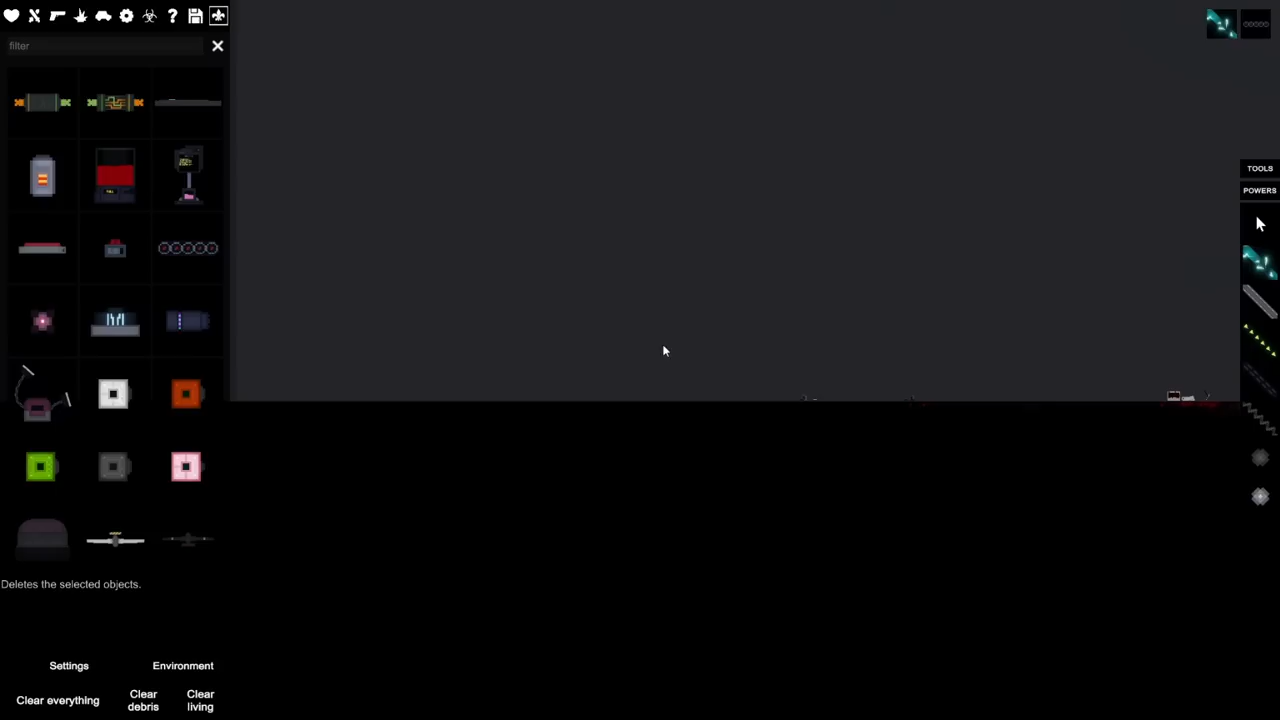 filter
TOOLS
POWERS
Deletes the selected objects.
Settings
Environment
Clear everything
Clear
debris
Clear
living